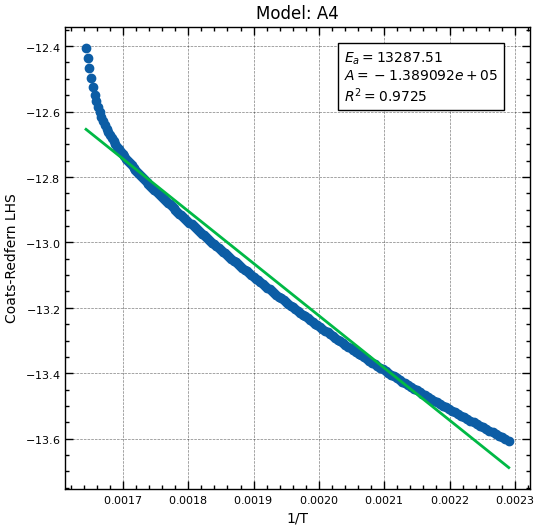 Model: A4
−12.4
−12.6
−12.8
−13.0
−13.2
−13.4
−13.6
Coats-Redfern LHS
E_a = 13287.51
A = −1.389092e + 05
R² = 0.9725
0.0017 0.0018 0.0019 0.0020 0.0021 0.0022 0.0023
1/T